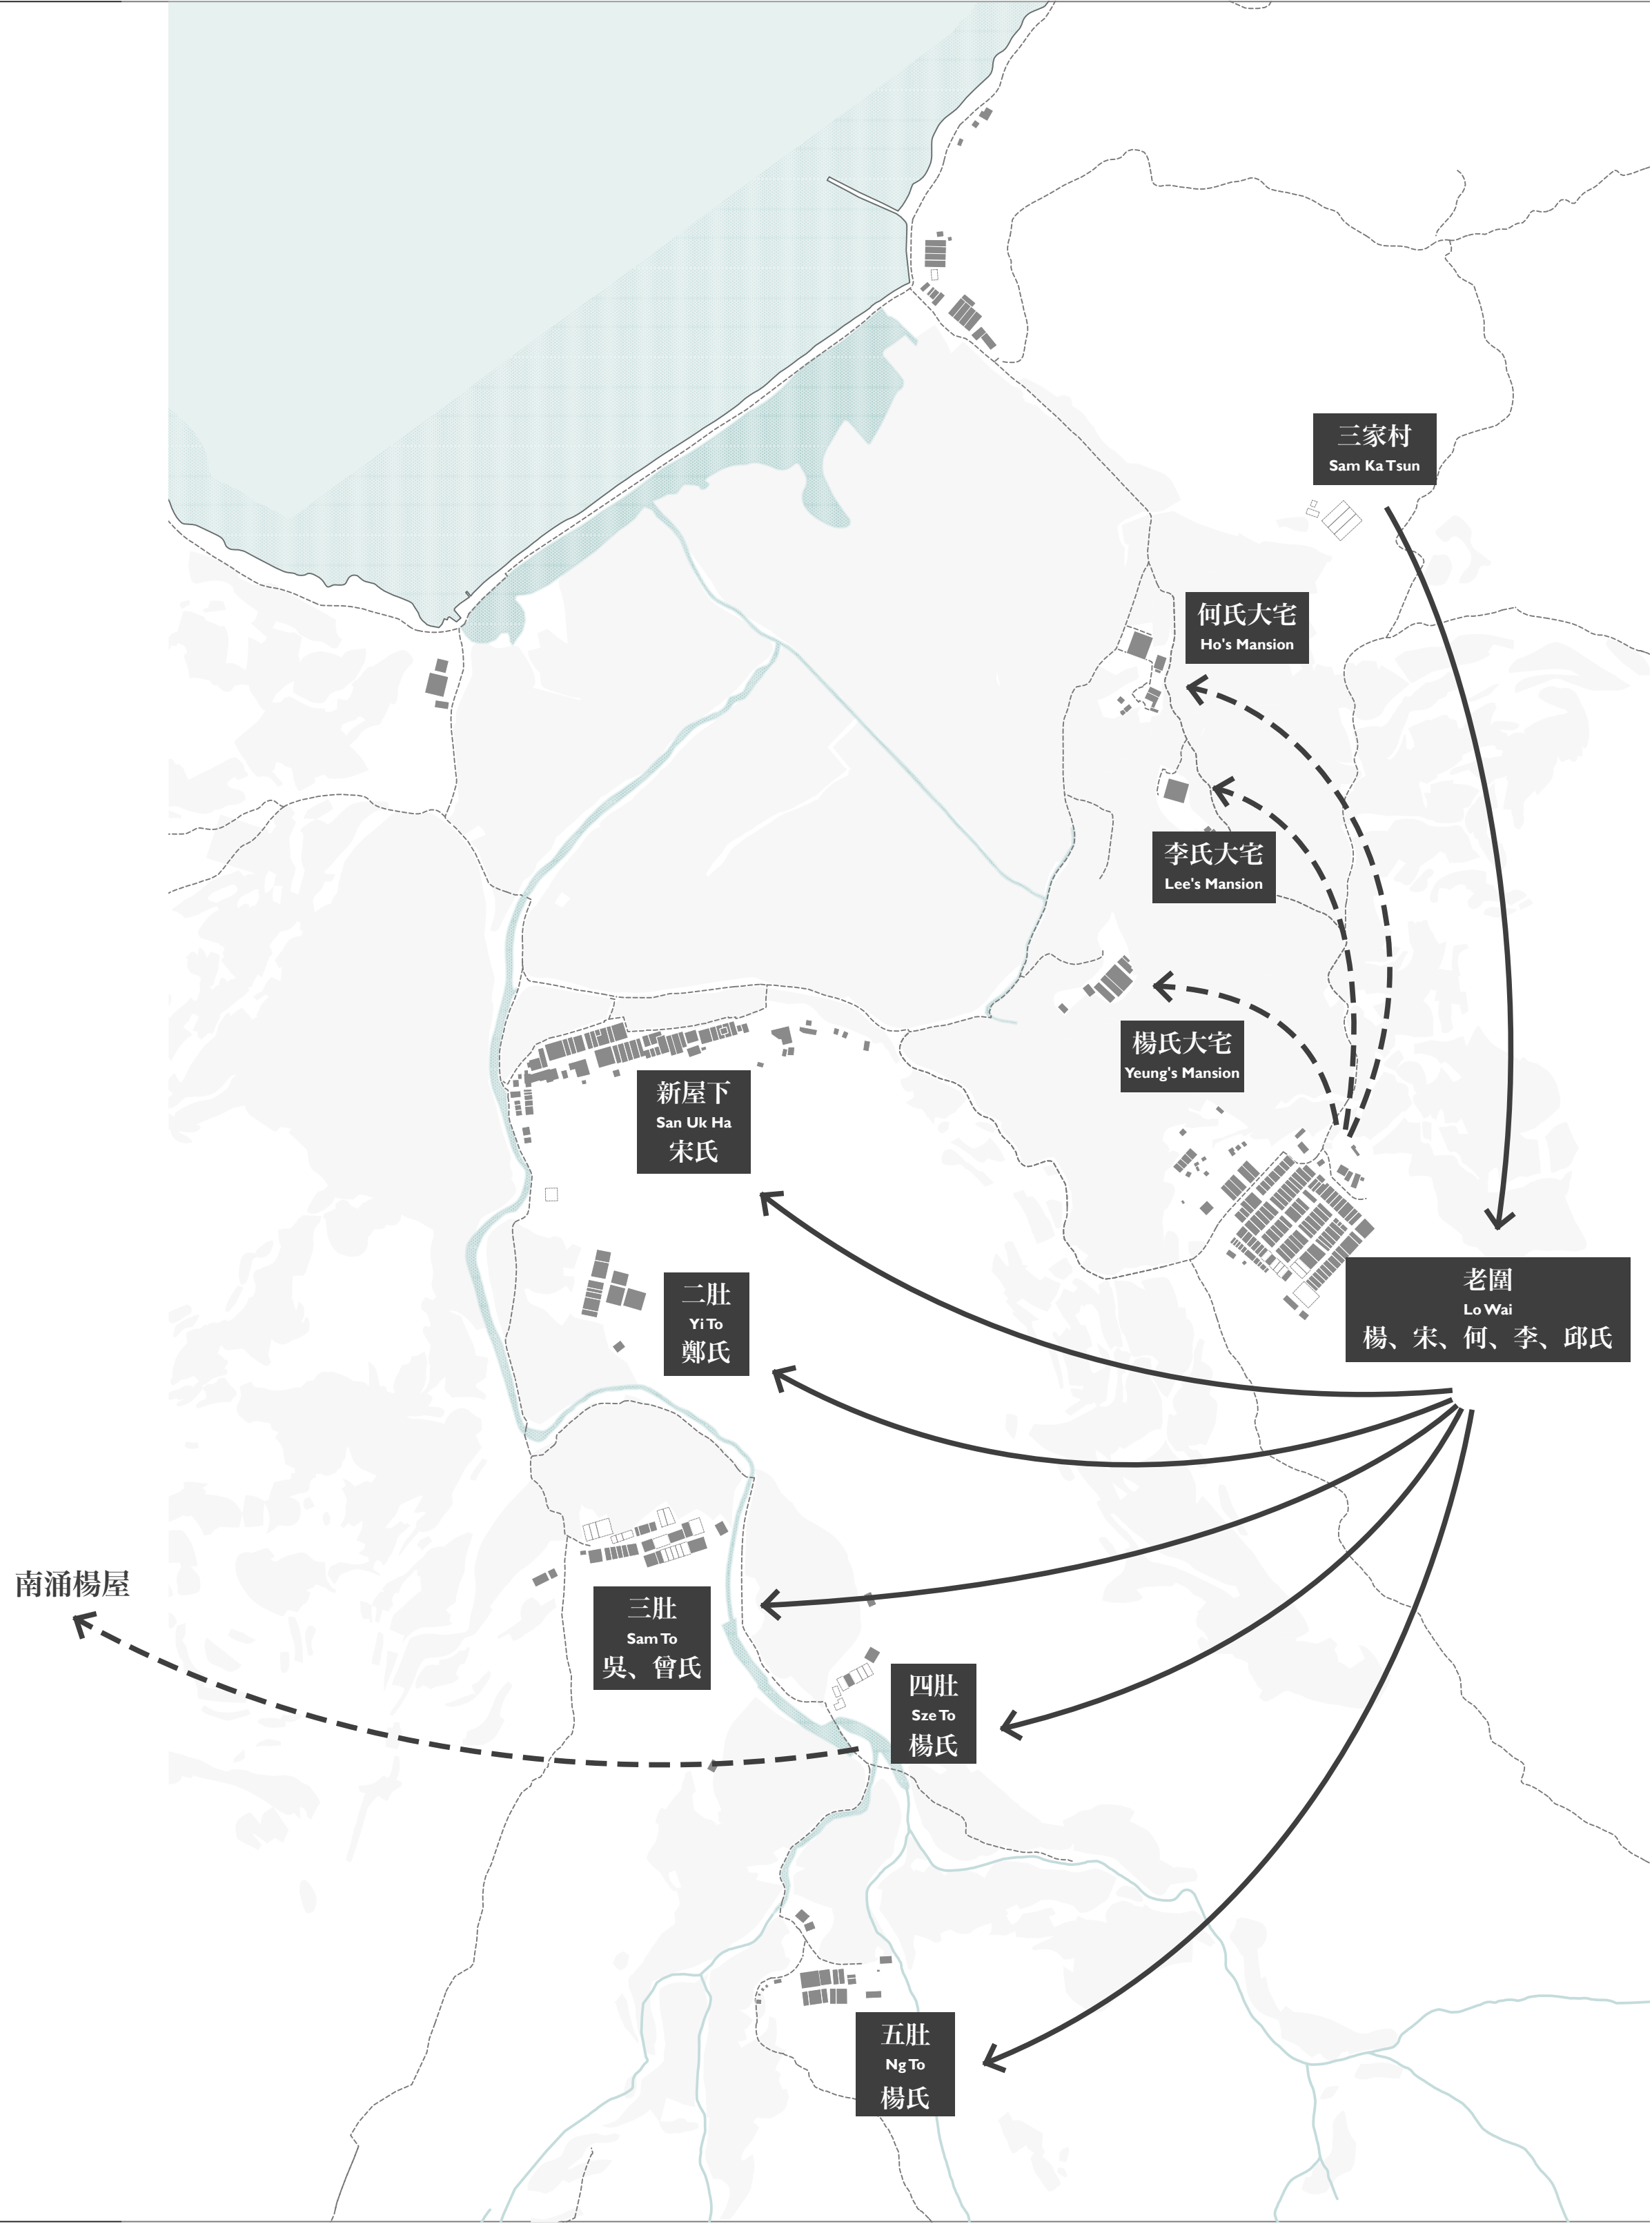 三家村
Sam Ka Tsun
何氏大宅
Ho's Mansion
李氏大宅
Lee's Mansion
楊氏大宅
Yeung's Mansion
新屋下
San Uk Ha
宋氏
老圍
Lo Wai
楊、宋、何、李、邱氏
二肚
Yi To
鄭氏
南涌楊屋
三肚
Sam To
吳、曾氏
四肚
Sze To
楊氏
五肚
Ng To
楊氏